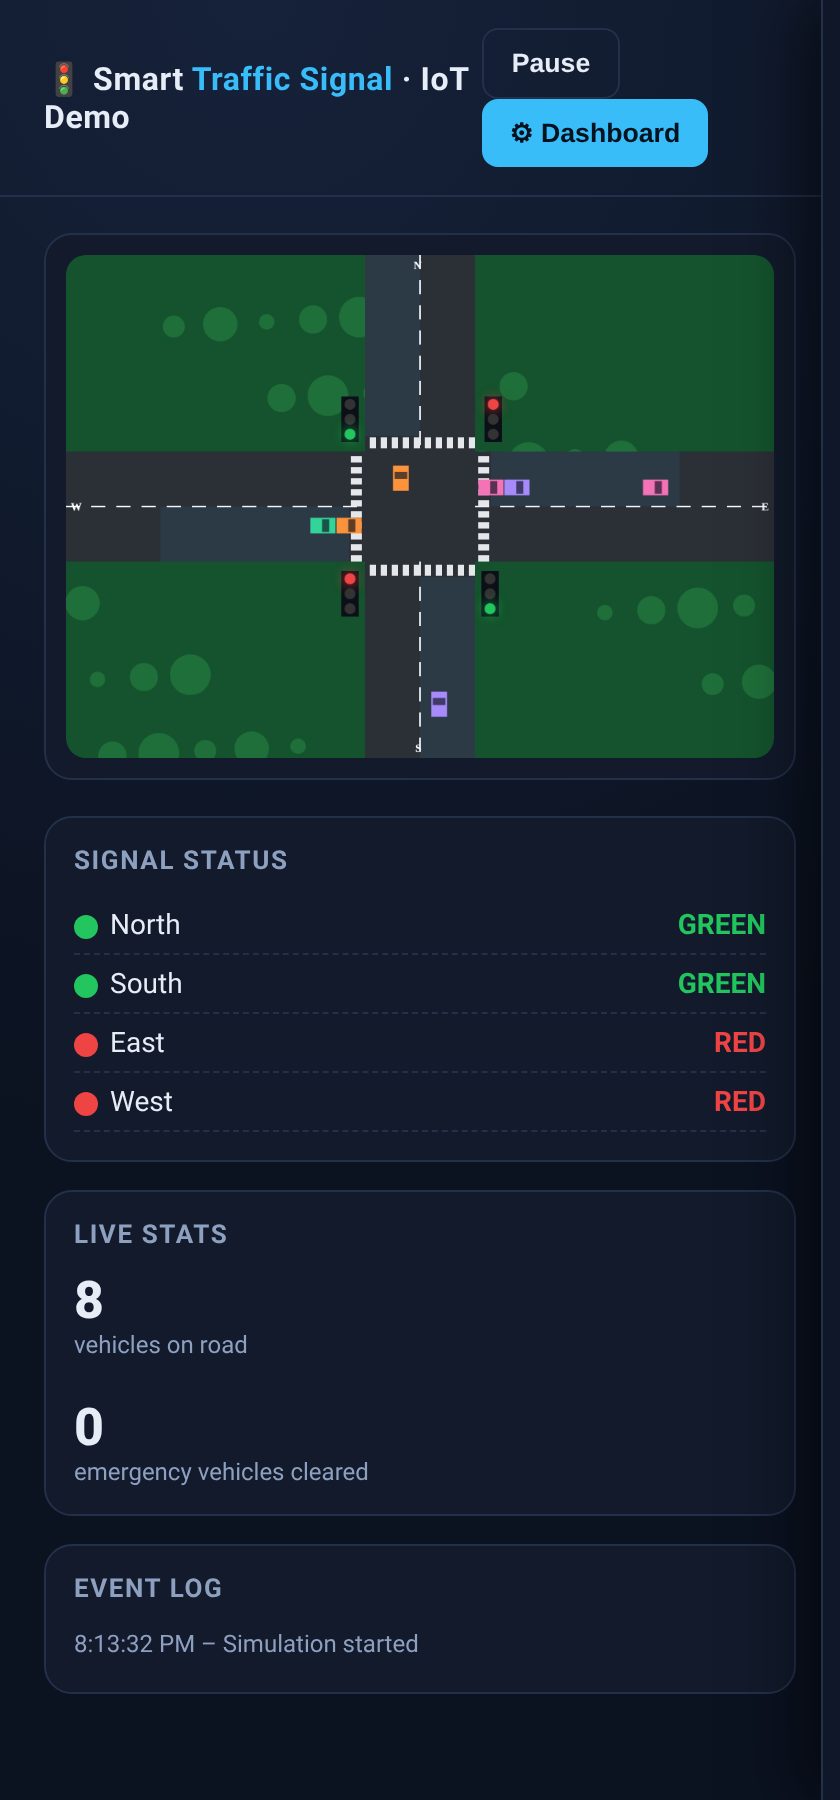 🚦 Smart Traffic Signal · IoT
Demo
Pause
⚙ Dashboard
N
W
E
S
SIGNAL STATUS
North GREEN
South GREEN
East RED
West RED
LIVE STATS
8
vehicles on road
0
emergency vehicles cleared
EVENT LOG
8:13:32 PM – Simulation started